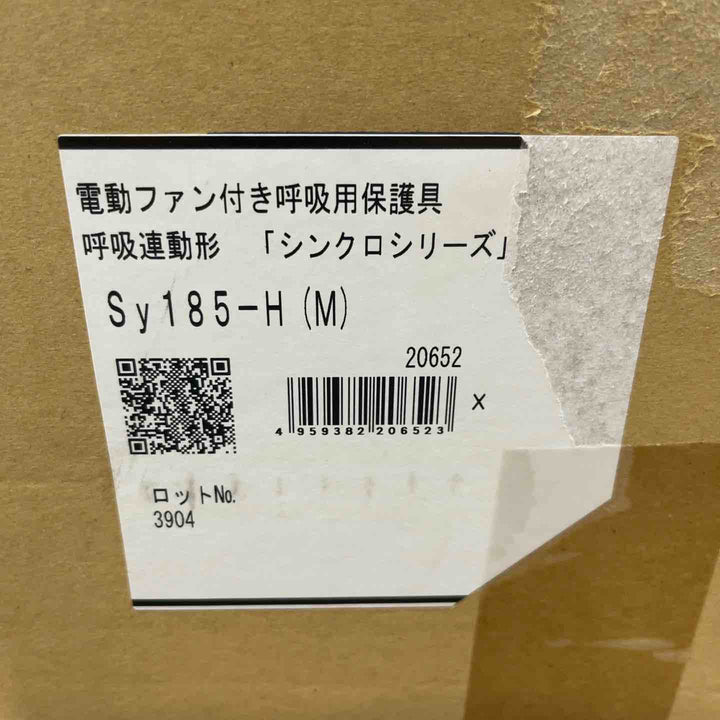 電動ファン付き呼吸用保護具
呼吸連動形 「シンクロシリーズ」
Sy185-H(M)
20652
X
4 959382 206523
ロットNo.
3904